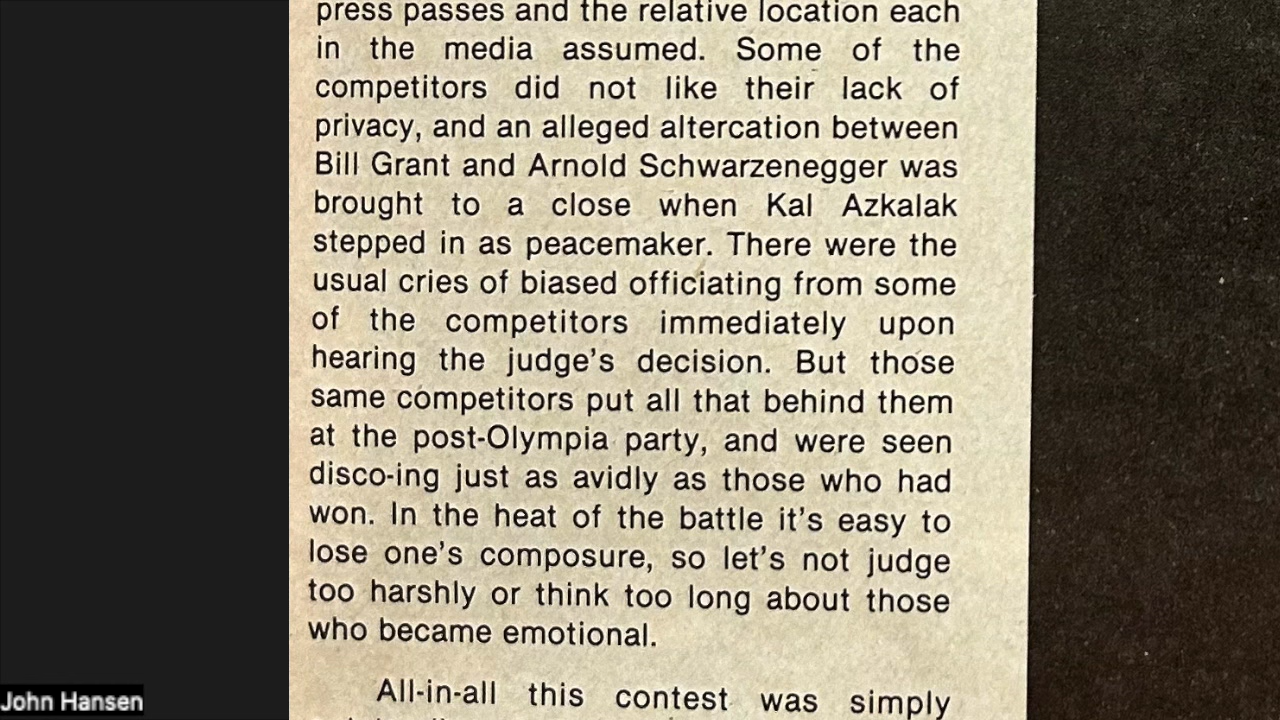 press passes and the relative location each
in the media assumed. Some of the
competitors did not like their lack of
privacy, and an alleged altercation between
Bill Grant and Arnold Schwarzenegger was
brought to a close when Kal Azkalak
stepped in as peacemaker. There were the
usual cries of biased officiating from some
of the competitors immediately upon
hearing the judge's decision. But those
same competitors put all that behind them
at the post-Olympia party, and were seen
disco-ing just as avidly as those who had
won. In the heat of the battle it's easy to
lose one's composure, so let's not judge
too harshly or think too long about those
who became emotional.
All-in-all this contest was simply
John Hansen